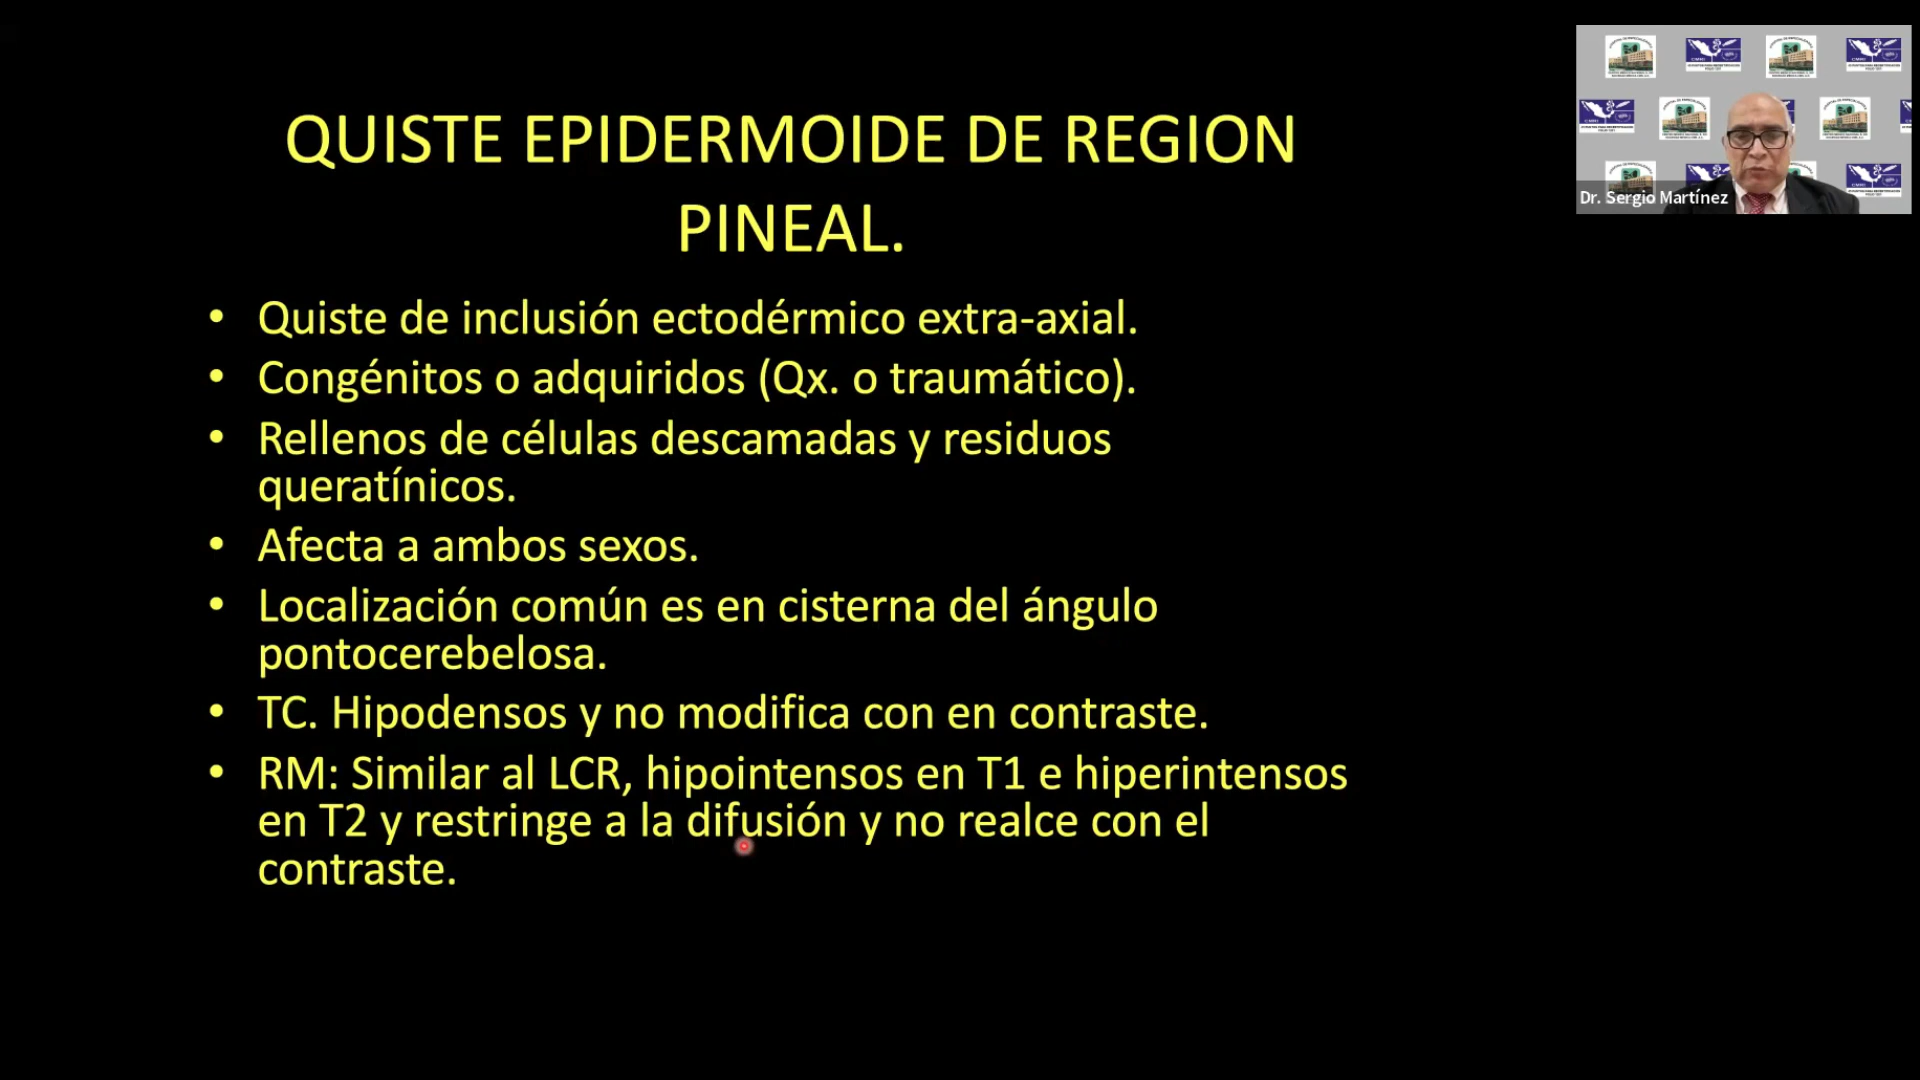 QUISTE EPIDERMOIDE DE REGION
PINEAL.
• Quiste de inclusión ectodérmico extra-axial.
• Congénitos o adquiridos (Qx. o traumático).
• Rellenos de células descamadas y residuos
queratínicos.
• Afecta a ambos sexos.
• Localización común es en cisterna del ángulo
pontocerebelosa.
• TC. Hipodensos y no modifica con en contraste.
• RM: Similar al LCR, hipointensos en T1 e hiperintensos
en T2 y restringe a la difusión y no realce con el
contraste.
Dr. Sergio Martínez